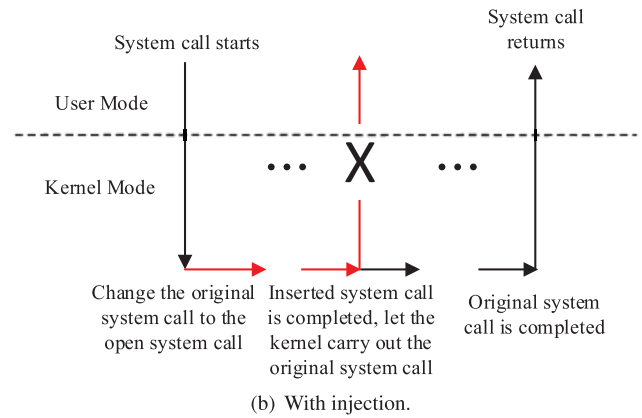 System call starts
System call
returns
User Mode
X
Kernel Mode
Change the original
system call to the
open system call
Inserted system call
is completed, let the
kernel carry out the
original system call
Original system
call is completed
(b) With injection.